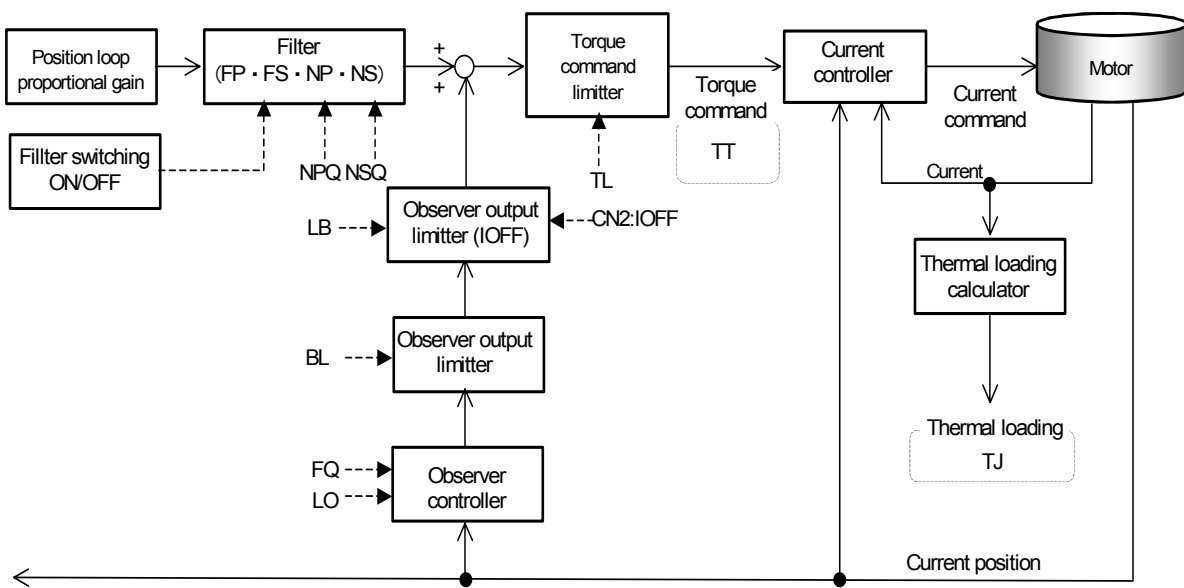 Position loop
proportional gain
Filter
(FP・FS・NP・NS)
+
+
Torque
command
limitter
Torque
command
TT
Current
controller
Current
command
Motor
Fillter switching
ON/OFF
NPQ NSQ
TL
Current
LB
Observer output
limitter (IOFF)
CN2:IOFF
Thermal loading
calculator
BL
Observer output
limitter
Thermal loading
TJ
FQ
LO
Observer
controller
Current position